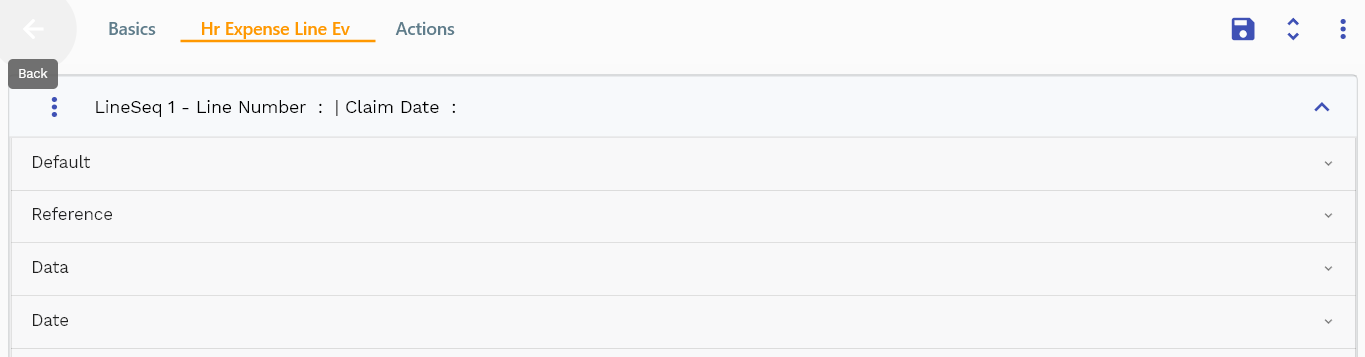 Basics Hr Expense Line Ev Actions
Back
LineSeq 1 - Line Number : | Claim Date :
Default
Reference
Data
Date